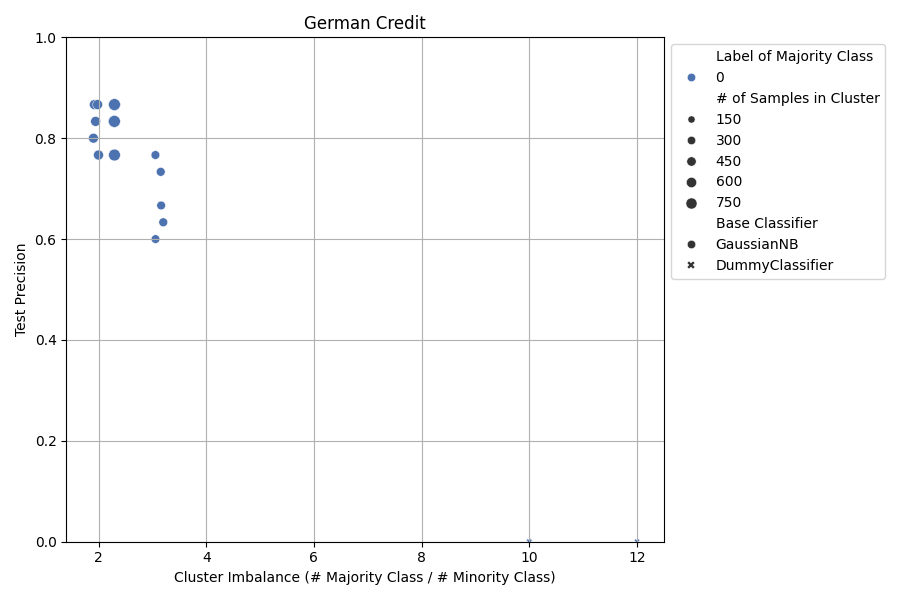 German Credit
1.0
0.8
0.6
0.4
0.2
0.0
Test Precision
2
4
6
8
10
12
Cluster Imbalance (# Majority Class / # Minority Class)
Label of Majority Class
0
# of Samples in Cluster
150
300
450
600
750
Base Classifier
GaussianNB
DummyClassifier